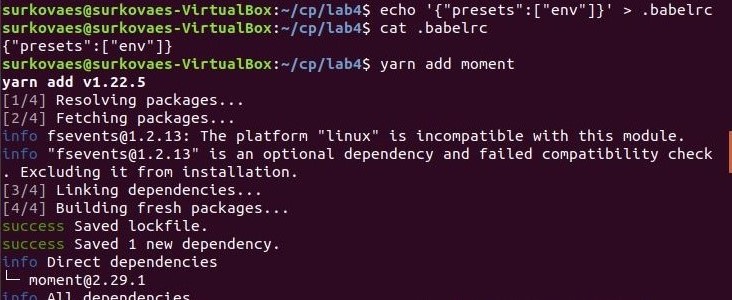 surkovaes@surkovaes-VirtualBox:~/cp/lab4$ echo '{"presets":["env"]}' > .babelrc
surkovaes@surkovaes-VirtualBox:~/cp/lab4$ cat .babelrc
{"presets":["env"]}
surkovaes@surkovaes-VirtualBox:~/cp/lab4$ yarn add moment
yarn add v1.22.5
[1/4] Resolving packages...
[2/4] Fetching packages...
info fsevents@1.2.13: The platform "linux" is incompatible with this module.
info "fsevents@1.2.13" is an optional dependency and failed compatibility check
. Excluding it from installation.
[3/4] Linking dependencies...
[4/4] Building fresh packages...
success Saved lockfile.
success Saved 1 new dependency.
info Direct dependencies
└─ moment@2.29.1
info All dependencies